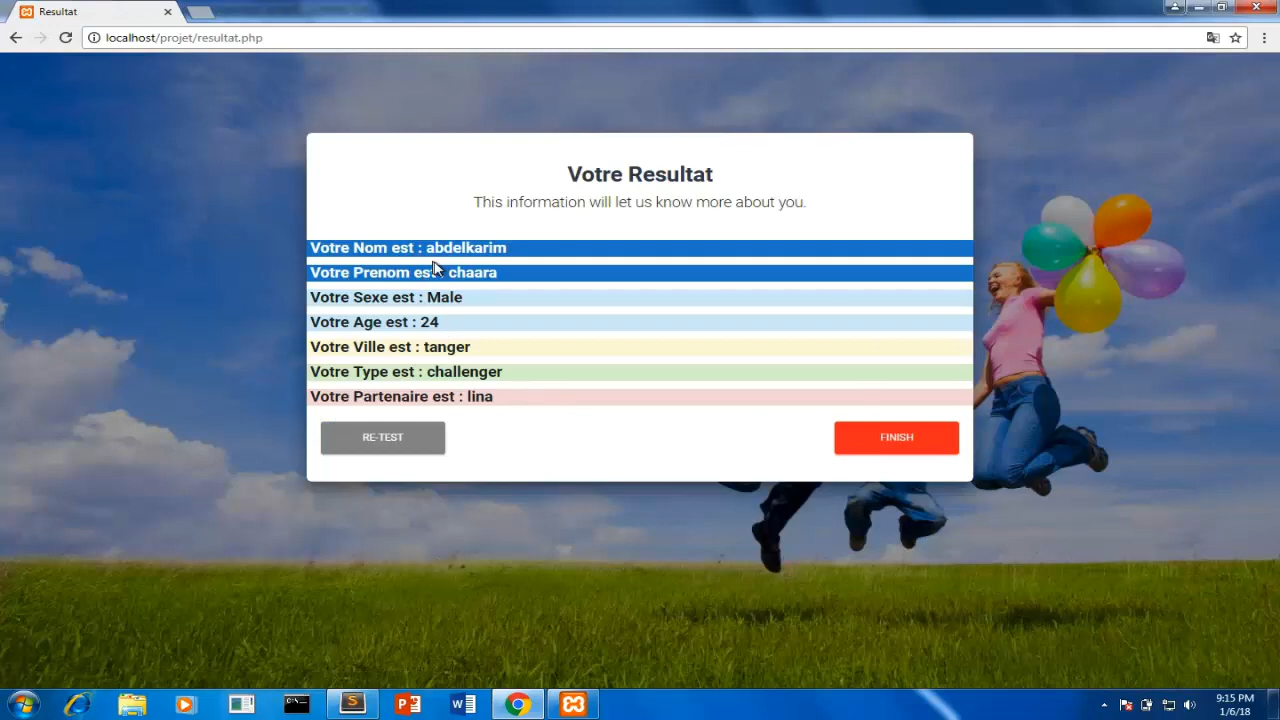 Resultat
localhost/projet/resultat.php
Votre Resultat
This information will let us know more about you.
Votre Nom est : abdelkarim
Votre Prenom est : chaara
Votre Sexe est : Male
Votre Age est : 24
Votre Ville est : tanger
Votre Type est : challenger
Votre Partenaire est : lina
RE-TEST
FINISH
9:15 PM
1/6/18